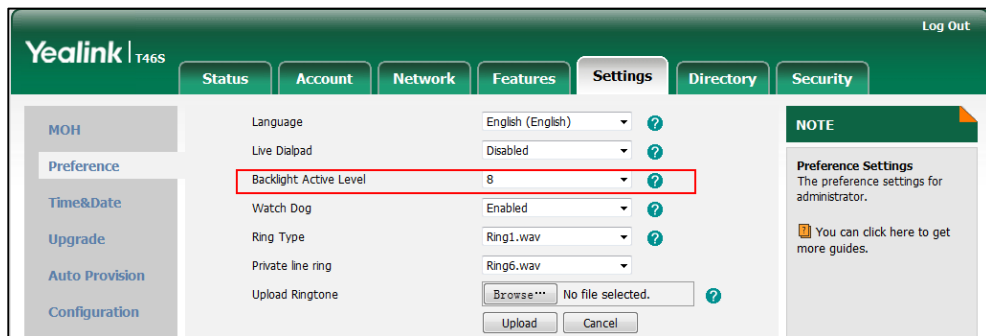 Log Out
Yealink T46S
Status Account Network Features Settings Directory Security
MOH
Preference
Time&Date
Upgrade
Auto Provision
Configuration
Language English (English) ?
Live Dialpad Disabled ?
Backlight Active Level 8 ?
Watch Dog Enabled ?
Ring Type Ring1.wav ?
Private line ring Ring6.wav
Upload Ringtone Browse... No file selected. ?
Upload Cancel
NOTE
Preference Settings
The preference settings for
administrator.
? You can click here to get
more guides.